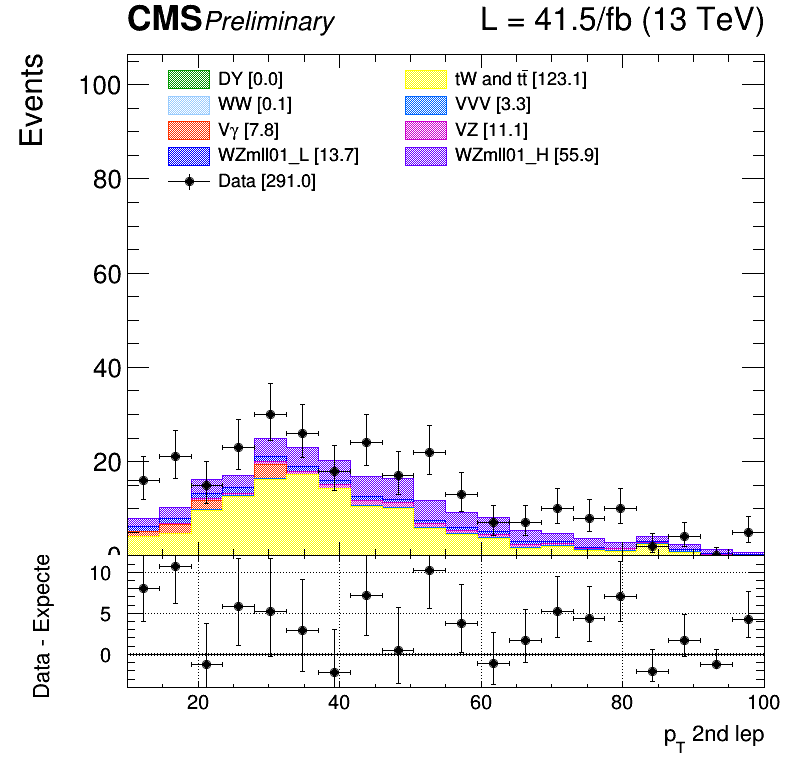 CMS Preliminary L = 41.5/fb (13 TeV)
Events
100
80
60
40
20
0
DY [0.0]
tW and tt̄ [123.1]
WW [0.1]
VVV [3.3]
Vγ [7.8]
VZ [11.1]
WZmll01_L [13.7]
WZmll01_H [55.9]
Data [291.0]
Data - Expecte
10
5
0
20 40 60 80 100
p_T 2nd lep